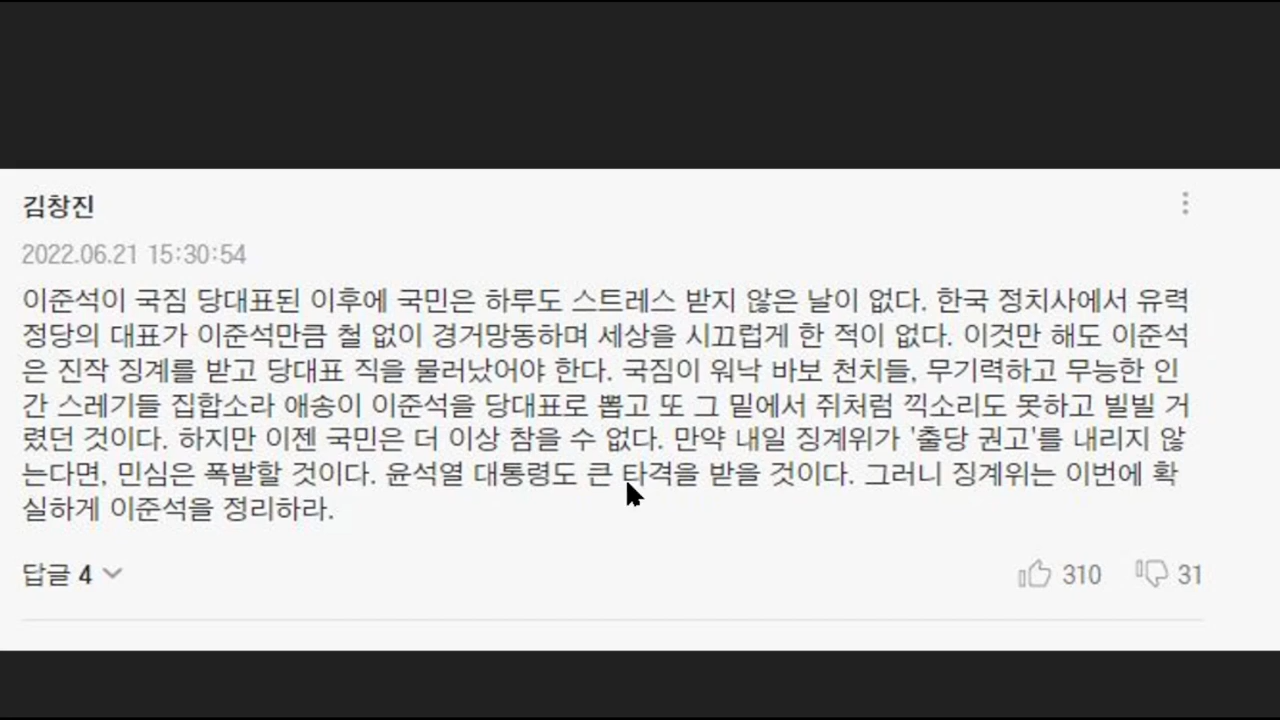 김창진
2022.06.21 15:30:54
이준석이 국짐 당대표된 이후에 국민은 하루도 스트레스 받지 않은 날이 없다. 한국 정치사에서 유력
정당의 대표가 이준석만큼 철 없이 경거망동하며 세상을 시끄럽게 한 적이 없다. 이것만 해도 이준석
은 진작 징계를 받고 당대표 직을 물러났어야 한다. 국짐이 워낙 바보 천치들, 무기력하고 무능한 인
간 스레기들 집합소라 애송이 이준석을 당대표로 뽑고 또 그 밑에서 쥐처럼 끽소리도 못하고 빌빌 거
렸던 것이다. 하지만 이젠 국민은 더 이상 참을 수 없다. 만약 내일 징계위가 '출당 권고'를 내리지 않
는다면, 민심은 폭발할 것이다. 윤석열 대통령도 큰 타격을 받을 것이다. 그러니 징계위는 이번에 확
실하게 이준석을 정리하라.
답글 4
310 31